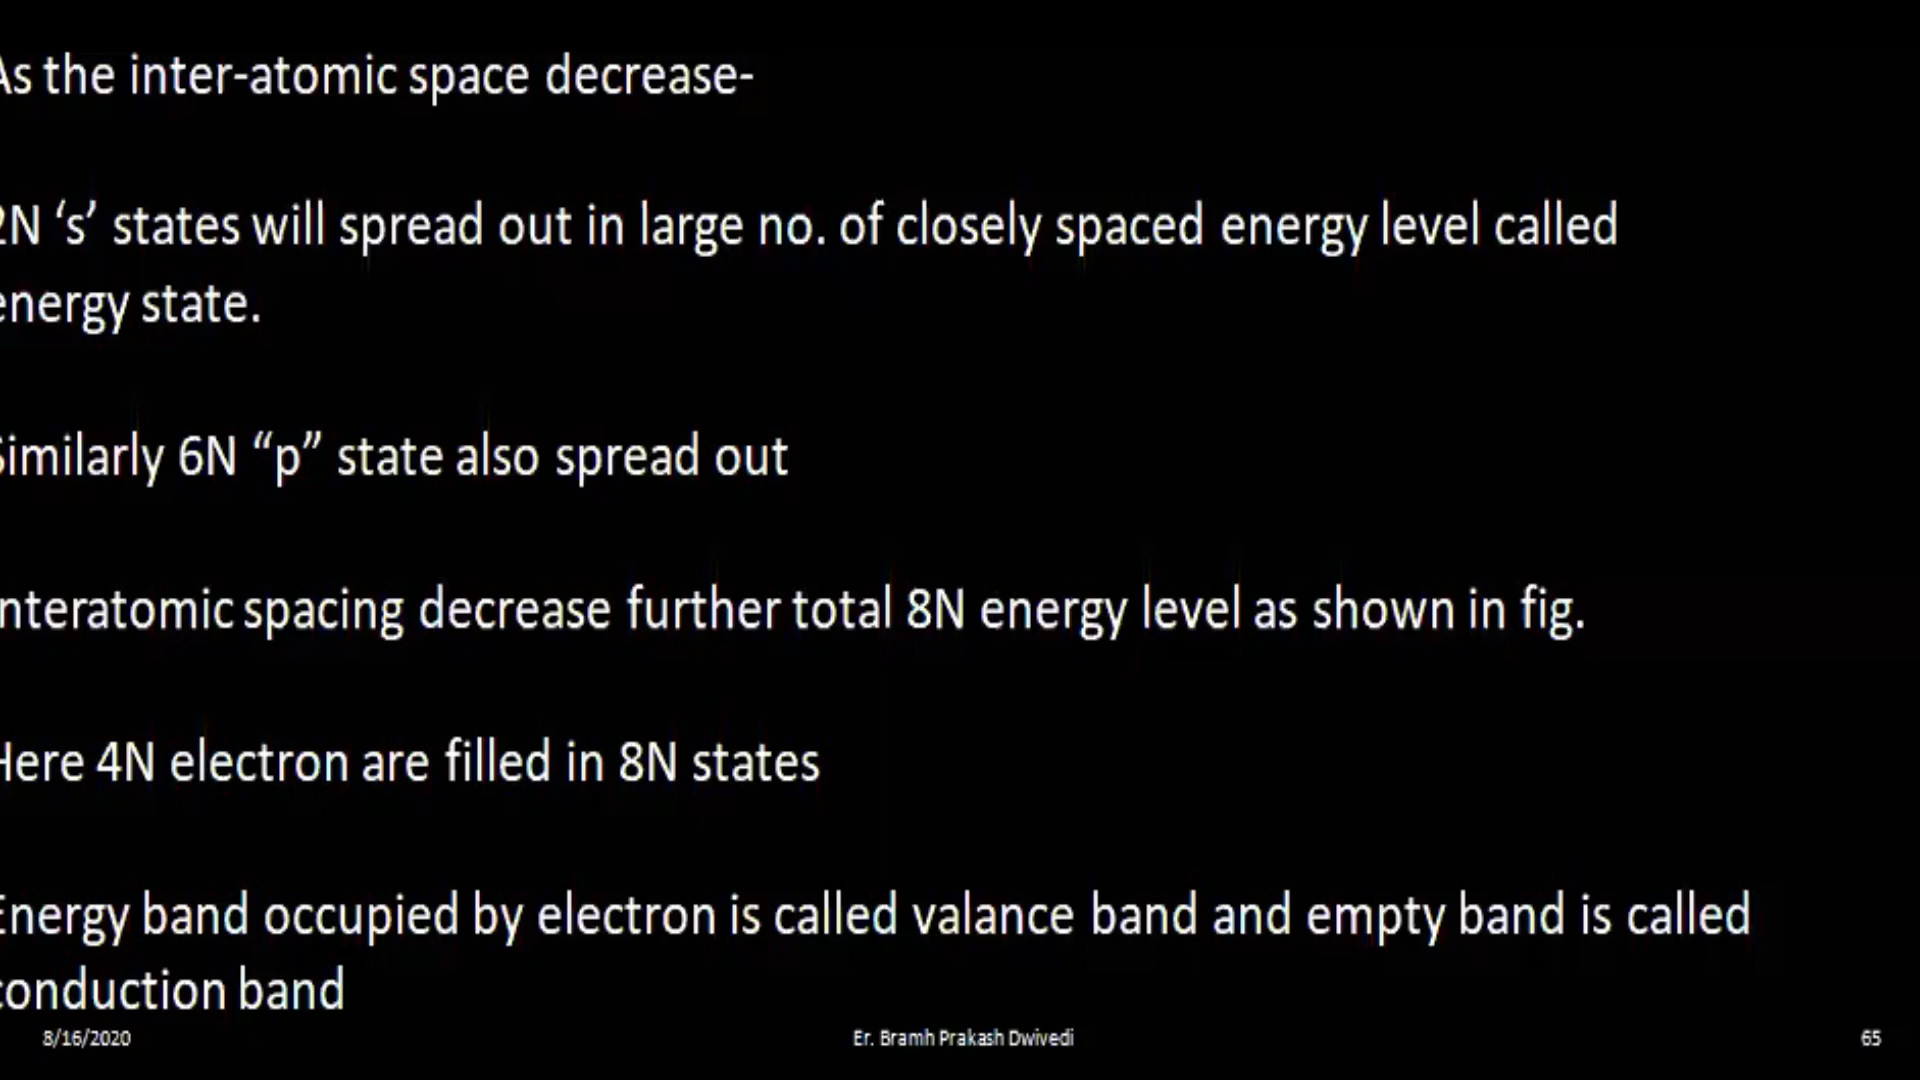 As the inter-atomic space decrease-
2N ‘s’ states will spread out in large no. of closely spaced energy level called
energy state.
Similarly 6N “p” state also spread out
nteratomic spacing decrease further total 8N energy level as shown in fig.
Here 4N electron are filled in 8N states
Energy band occupied by electron is called valance band and empty band is called
conduction band
8/16/2020
Er. Bramh Prakash Dwivedi
65